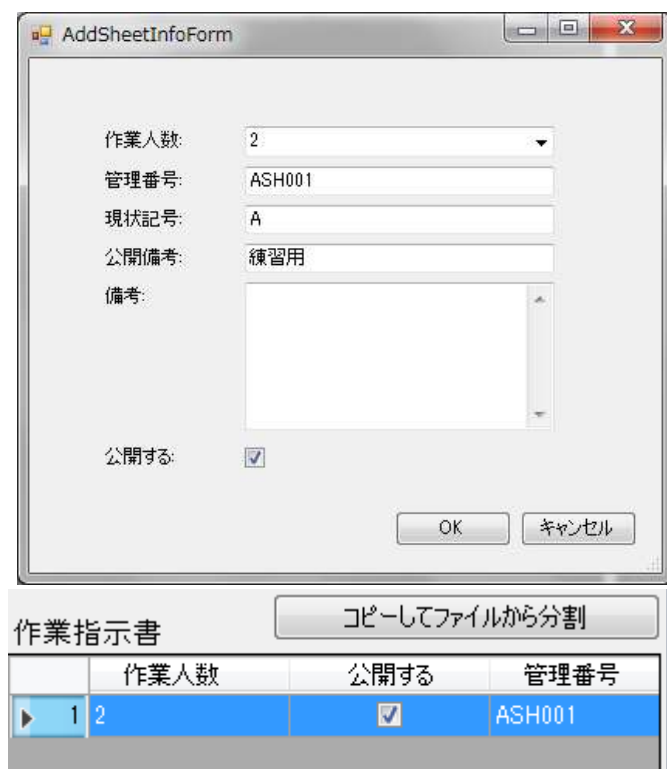 AddSheetInfoForm
作業人数: 2
管理番号: ASH001
現状記号: A
公開備考: 練習用
備考:
公開する:
OK キャンセル
作業指示書 コピーしてファイルから分割
作業人数 公開する 管理番号
1 2 ASH001